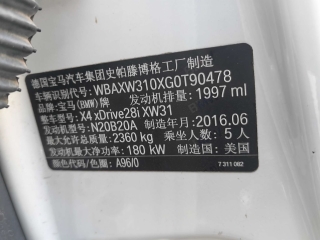 德国宝马汽车集团史帕滕博格工厂制造
车辆识别代号: WBAXW310XG0T90478
品牌:宝马(BMW) 发动机排量: 1997 ml
整车型号: X4 xDrive28i XW31
发动机型号: N20B20A 制造年月: 2016.06
最大允许总质量: 2360 kg 乘坐人数: 5 人
发动机最大净功率: 180 kW 制造国: 美国
颜色代号/色: A96/0
7 311 082